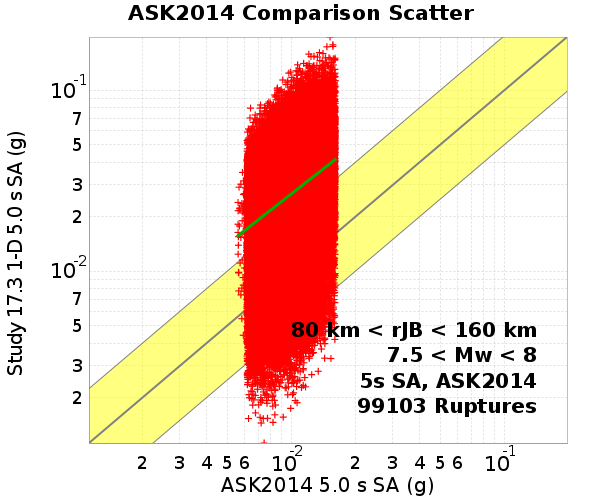 ASK2014 Comparison Scatter
Study 17.3 1-D 5.0 s SA (g)
10-1
7
5
3
2
10-2
7
5
3
2
80 km < rJB < 160 km
7.5 < Mw < 8
5s SA, ASK2014
99103 Ruptures
2 3 4 5 6 10-2 2 3 4 5 6 10-1
ASK2014 5.0 s SA (g)